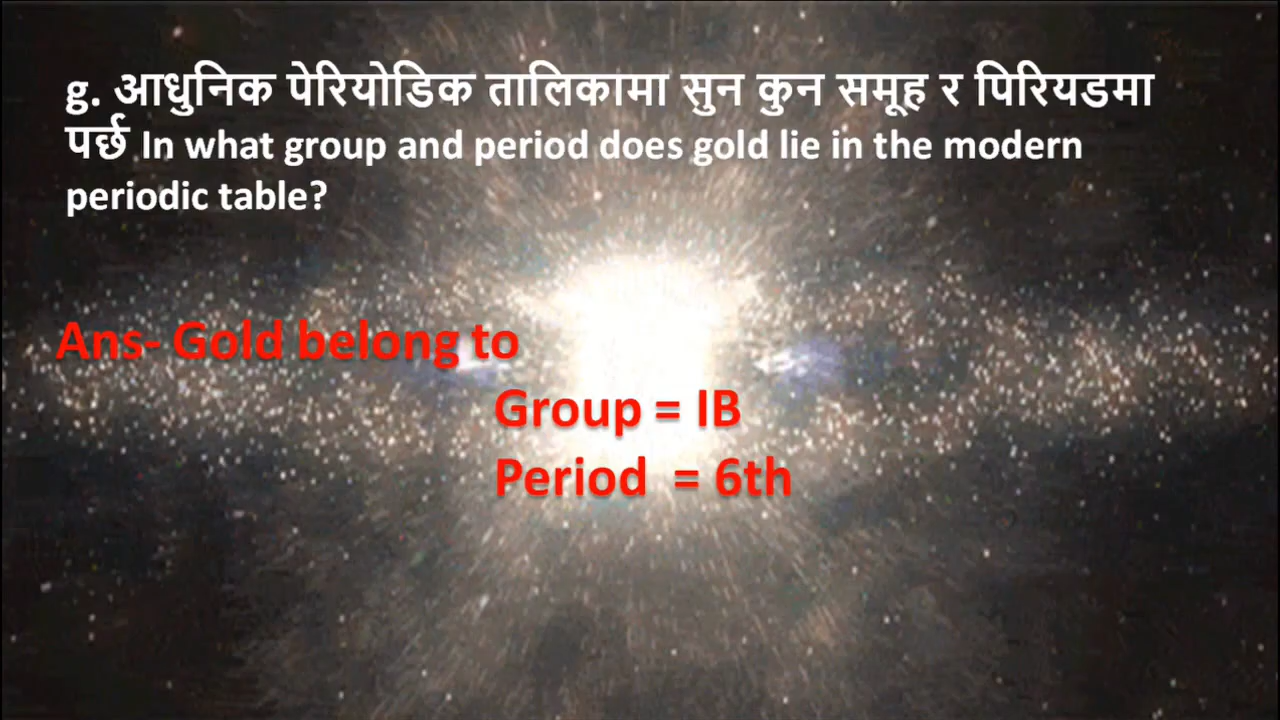 g. आधुनिक पेरियोडिक तालिकामा सुन कुन समूह र पिरियडमा
पर्छ In what group and period does gold lie in the modern
periodic table?
Ans- Gold belong to
Group = IB
Period = 6th